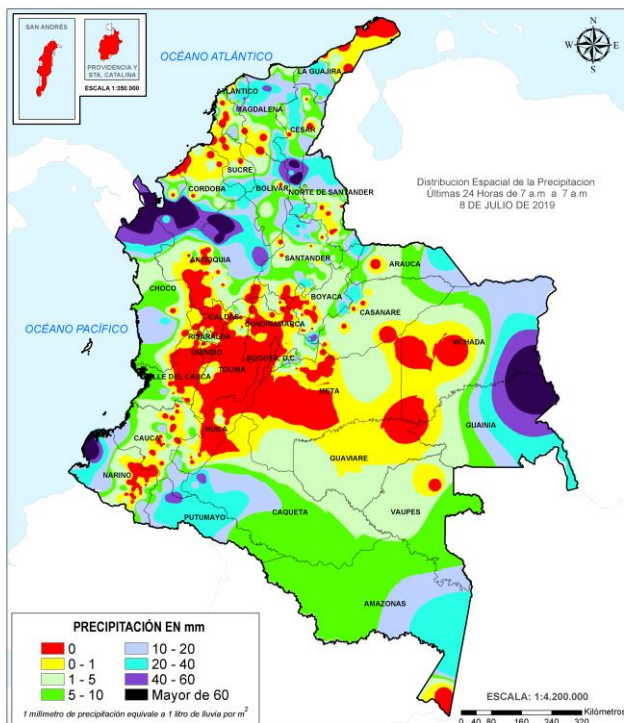 SAN ANDRÉS
PROVIDENCIA Y
STA. CATALINA
ESCALA 1:350.000
OCÉANO ATLÁNTICO
N
W
E
S
LA GUAJIRA
ATLANTICO
MAGDALENA
CESAR
SUCRE
CORDOBA
BOLIVAR
NORTE DE SANTANDER
Distribucion Espacial de la Precipitacion
Últimas 24 Horas de 7 a.m a 7 a.m
8 DE JULIO DE 2019
ANTIOQUIA
SANTANDER
ARAUCA
CHOCO
BOYACA
CASANARE
OCÉANO PACÍFICO
CALDAS
CUNDINAMARCA
RISARALDA
VICHADA
QUINDIO
BOGOTA, D.C.
VALLE DEL CAUCA
TOLIMA
META
GUAINIA
HUILA
CAUCA
GUAVIARE
NARIÑO
CAQUETA
VAUPES
PUTUMAYO
AMAZONAS
PRECIPITACIÓN EN mm
0
10 - 20
0 - 1
20 - 40
1 - 5
40 - 60
5 - 10
Mayor de 60
1 milimetro de precipitación equivale a 1 litro de lluvia por m²
ESCALA: 1:4.200.000
Kilómetros
0 40 80 160 240 320